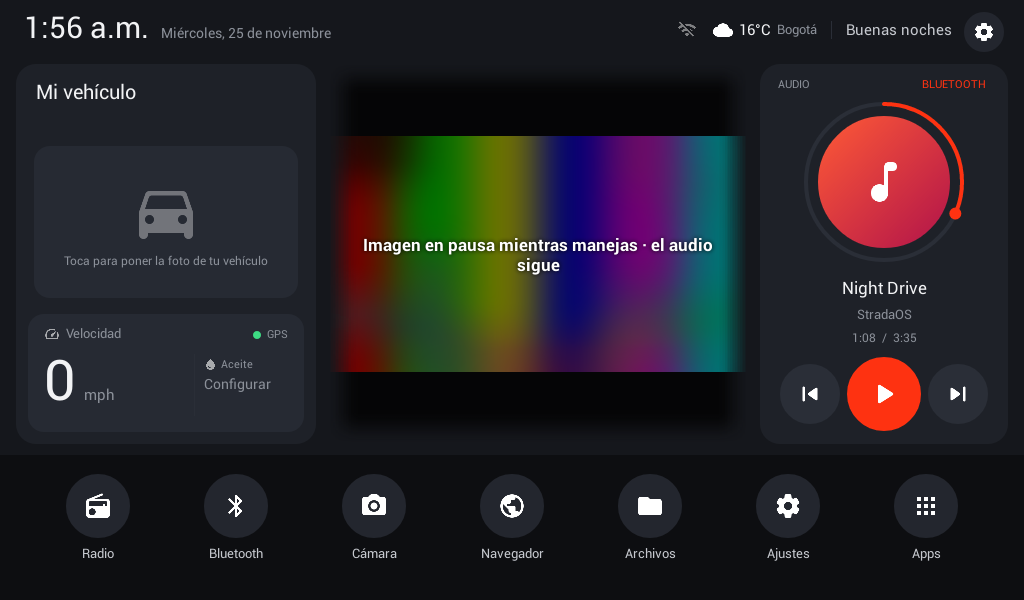 1:56 a.m.
Miércoles, 25 de noviembre
16°C Bogotá
Buenas noches
Mi vehículo
Toca para poner la foto de tu vehículo
Velocidad
GPS
0 mph
Aceite
Configurar
Imagen en pausa mientras manejas · el audio
sigue
AUDIO
BLUETOOTH
Night Drive
StradaOS
1:08 / 3:35
Radio
Bluetooth
Cámara
Navegador
Archivos
Ajustes
Apps